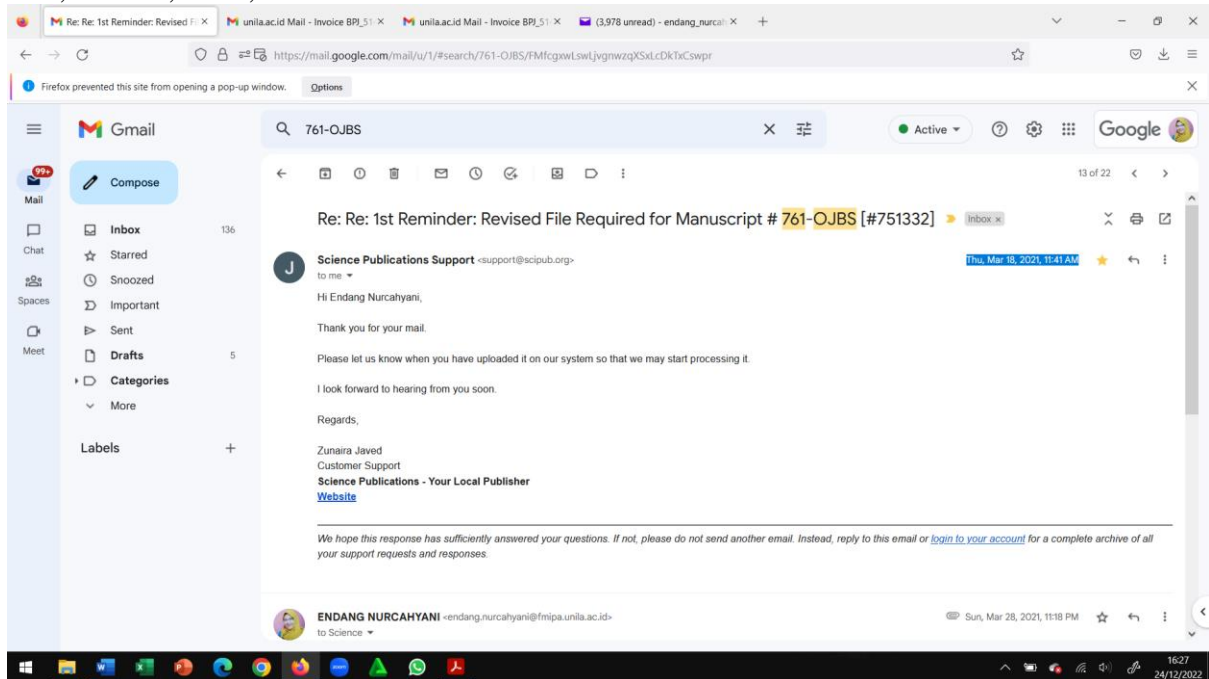 Re: Re: 1st Reminder: Revised Fi
unila.ac.id Mail - Invoice BPJ_51
unila.ac.id Mail - Invoice BPJ_51
(3,978 unread) - endang_nurcah
https://mail.google.com/mail/u/1/#search/761-OJBS/FMfcgxwLswLjvgnwzqXSxLcDkTxCswpr
Firefox prevented this site from opening a pop-up window. Options
Gmail
761-OJBS
Active
Google
99+
Mail
Compose
13 of 22
Chat
Spaces
Meet
Inbox 136
Starred
Snoozed
Important
Sent
Drafts 5
Categories
More
Labels +
Re: Re: 1st Reminder: Revised File Required for Manuscript # 761-OJBS [#751332] Inbox x
J
Science Publications Support <support@scipub.org> Thu, Mar 18, 2021, 11:41 AM
to me
Hi Endang Nurcahyani,
Thank you for your mail.
Please let us know when you have uploaded it on our system so that we may start processing it.
I look forward to hearing from you soon.
Regards,
Zunaira Javed
Customer Support
Science Publications - Your Local Publisher
Website
We hope this response has sufficiently answered your questions. If not, please do not send another email. Instead, reply to this email or login to your account for a complete archive of all
your support requests and responses.
ENDANG NURCAHYANI <endang.nurcahyani@fmipa.unila.ac.id> Sun, Mar 28, 2021, 11:18 PM
to Science
16:27
24/12/2022